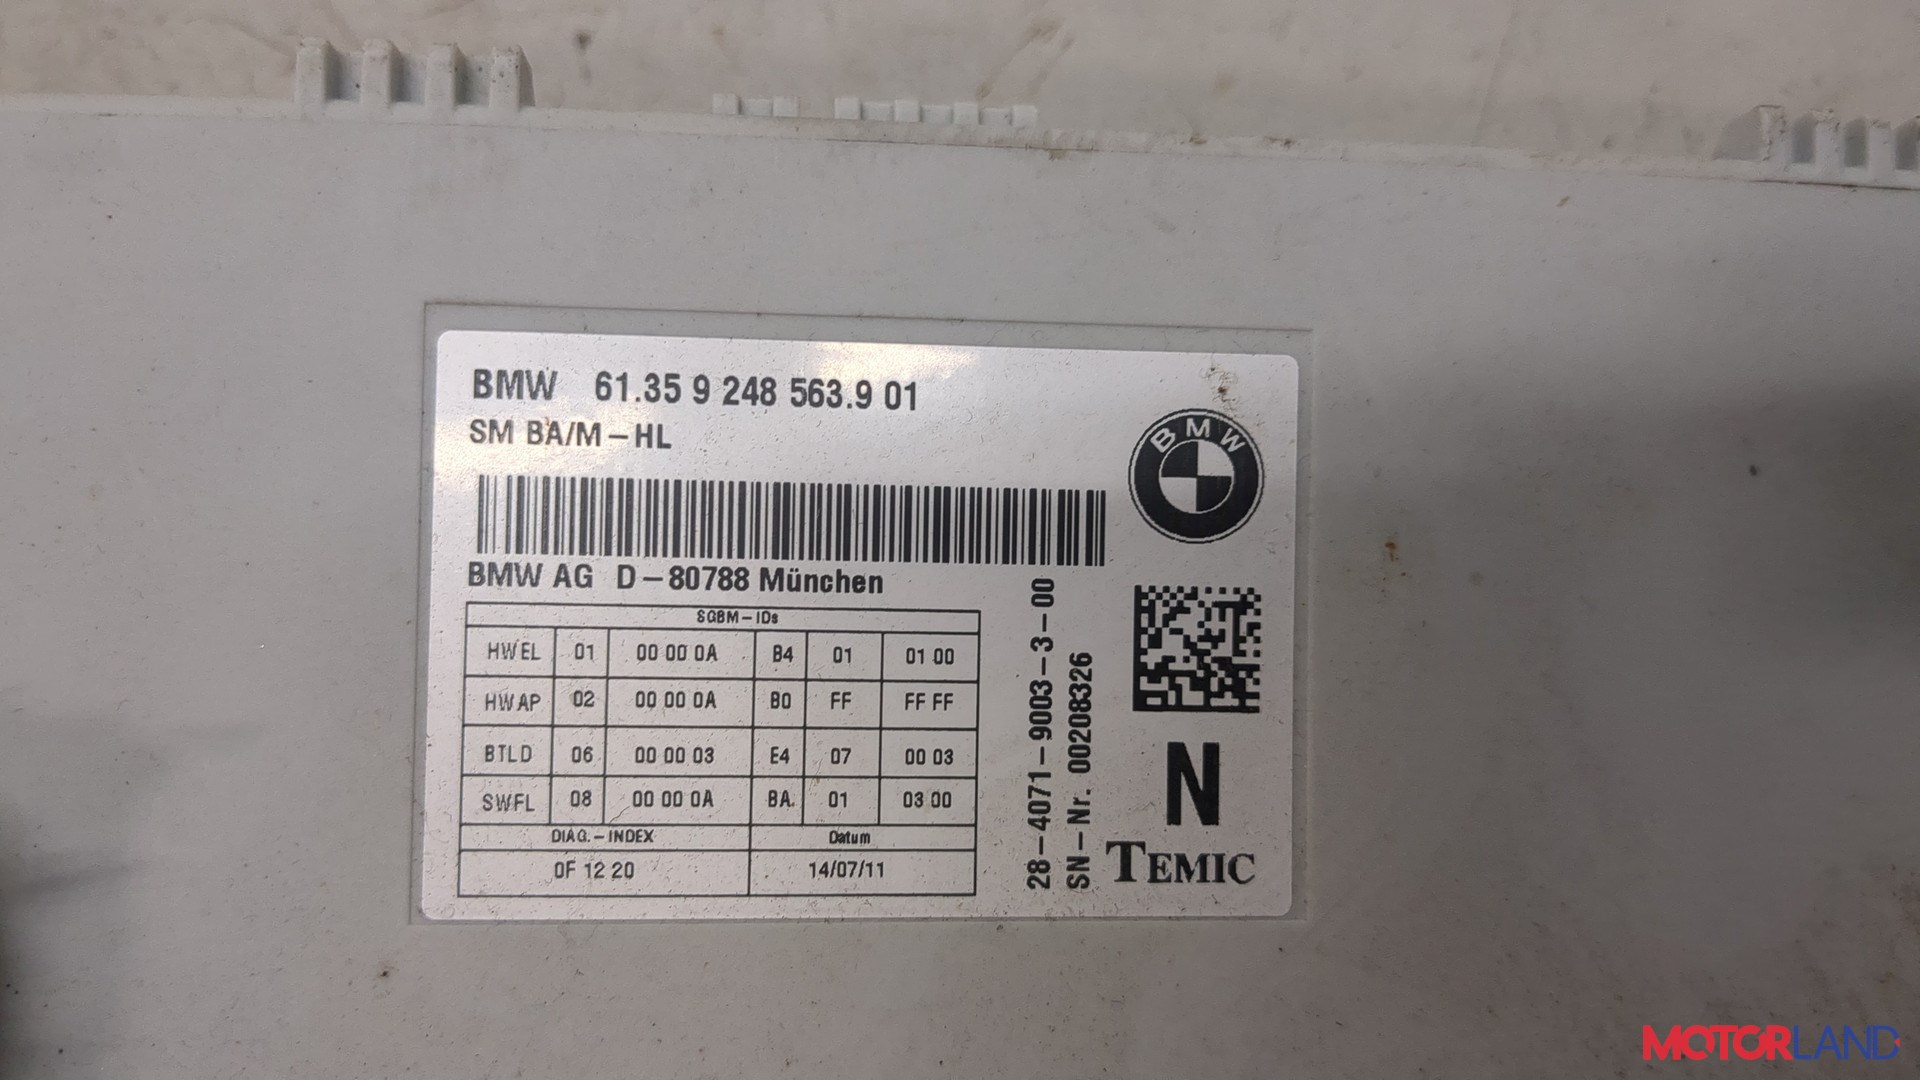 BMW 61.35 9 248 563.9 01
SM BA/M-HL
BMW
BMW AG D-80788 München
SGBM-IDs
HWEL 01 00 00 0A B4 01 01 00
HWAP 02 00 00 0A B0 FF FF FF
BTLD 06 00 00 03 E4 07 00 03
SWFL 08 00 00 0A BA. 01 03 00
DIAG.-INDEX Datum
0F 12 20 14/07/11
28-4071-9003-3-00
SN-Nr. 00208326
N
TEMIC
MOTORLAND